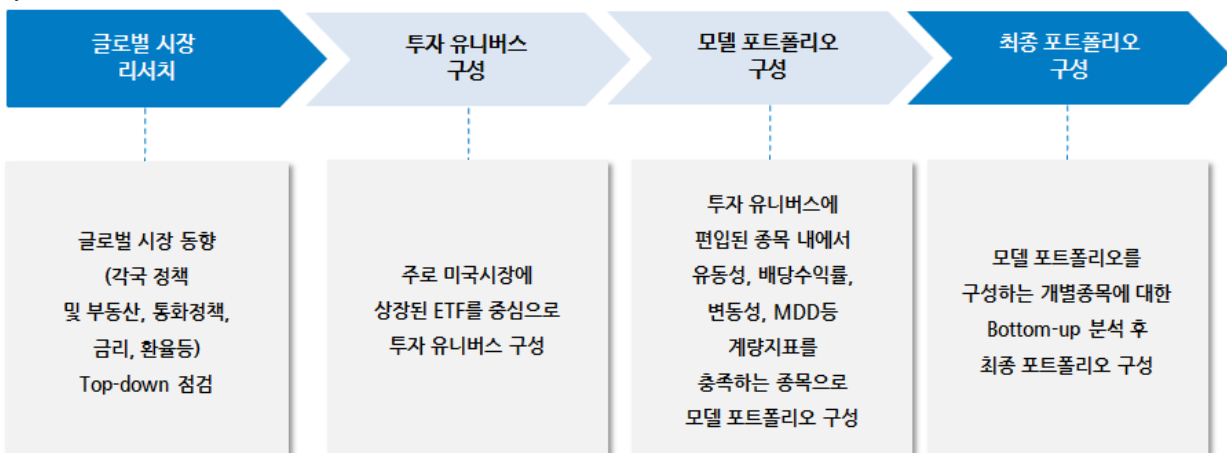 글로벌 시장
리서치
투자 유니버스
구성
모델 포트폴리오
구성
최종 포트폴리오
구성
글로벌 시장 동향
(각국 정책
및 부동산, 통화정책,
금리, 환율등)
Top-down 점검
주로 미국시장에
상장된 ETF를 중심으로
투자 유니버스 구성
투자 유니버스에
편입된 종목 내에서
유동성, 배당수익률,
변동성, MDD등
계량지표를
충족하는 종목으로
모델 포트폴리오 구성
모델 포트폴리오를
구성하는 개별종목에 대한
Bottom-up 분석 후
최종 포트폴리오 구성